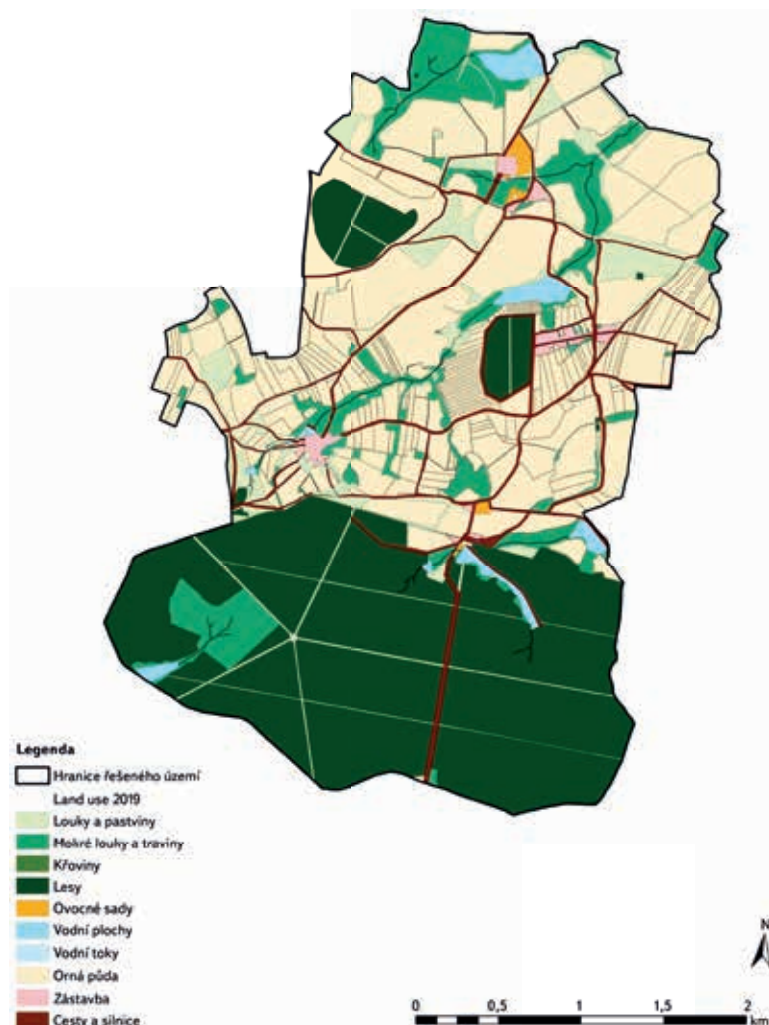 Legenda
Hranice řešeného území
Land use 2019
Louky a pastviny
Mokré louky a traviny
Křoviny
Lesy
Ovocné sady
Vodní plochy
Vodní toky
Orná půda
Zástavba
Cesty a silnice
N
0 0,5 1 1,5 2
km